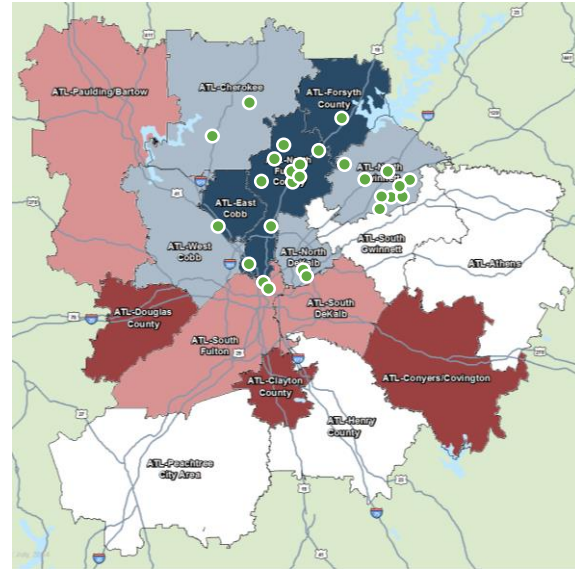 ATL-Paulding/Bartow
ATL-Cherokee
ATL-Forsyth
County
ATL-North
Fulton
County
ATL-North
Gwinnett
ATL-East
Cobb
ATL-West
Cobb
ATL-North
DeKalb
ATL-South
Gwinnett
ATL-Athens
ATL-Douglas
County
ATL-South
Fulton
ATL-South
DeKalb
ATL-Clayton
County
ATL-Conyers/Covington
ATL-Henry
County
ATL-Peachtree
City Area